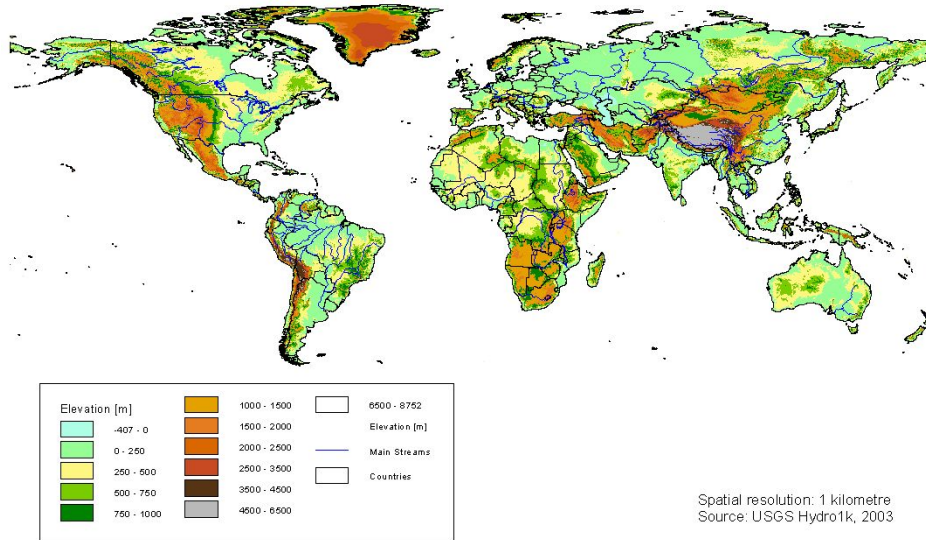 Elevation [m]
-407 - 0
0 - 250
250 - 500
500 - 750
750 - 1000
1000 - 1500
1500 - 2000
2000 - 2500
2500 - 3500
3500 - 4500
4500 - 6500
6500 - 8752
Elevation [m]
Main Streams
Countries
Spatial resolution: 1 kilometre
Source: USGS Hydro1k, 2003